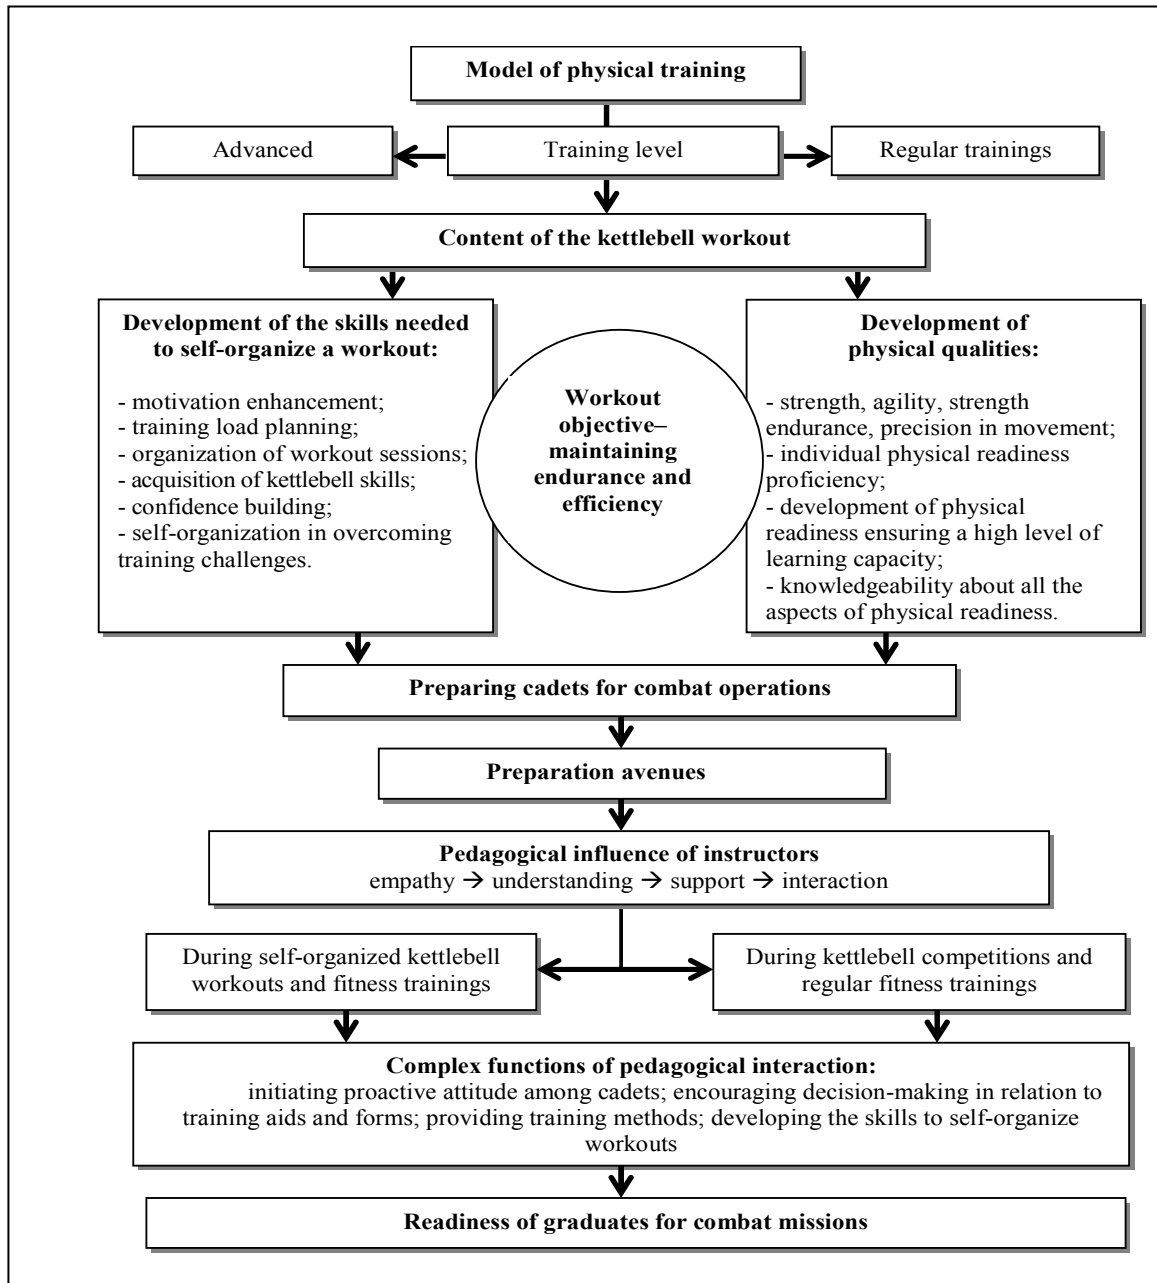 Model of physical training
Advanced
Training level
Regular trainings
Content of the kettlebell workout
Development of the skills needed
to self-organize a workout:
- motivation enhancement;
- training load planning;
- organization of workout sessions;
- acquisition of kettlebell skills;
- confidence building;
- self-organization in overcoming
training challenges.
Workout
objective–
maintaining
endurance and
efficiency
Development of
physical qualities:
- strength, agility, strength
endurance, precision in movement;
- individual physical readiness
proficiency;
- development of physical
readiness ensuring a high level of
learning capacity;
- knowledgeability about all the
aspects of physical readiness.
Preparing cadets for combat operations
Preparation avenues
Pedagogical influence of instructors
empathy → understanding → support → interaction
During self-organized kettlebell
workouts and fitness trainings
During kettlebell competitions and
regular fitness trainings
Complex functions of pedagogical interaction:
initiating proactive attitude among cadets; encouraging decision-making in relation to
training aids and forms; providing training methods; developing the skills to self-organize
workouts
Readiness of graduates for combat missions